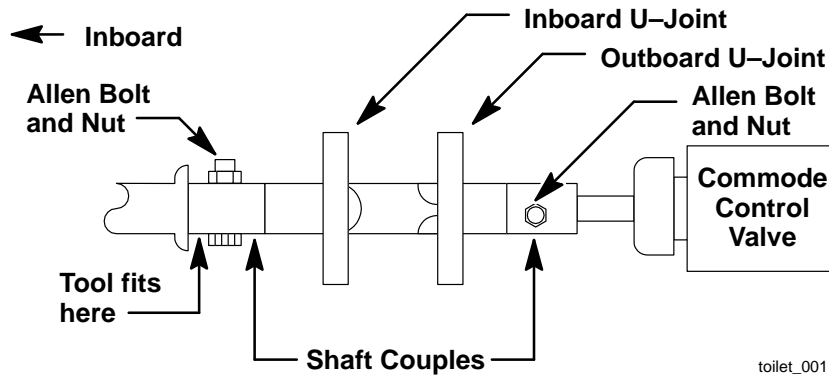 Inboard
Inboard U–Joint
Outboard U–Joint
Allen Bolt
and Nut
Allen Bolt
and Nut
Commode
Control
Valve
Tool fits
here
Shaft Couples
toilet_001